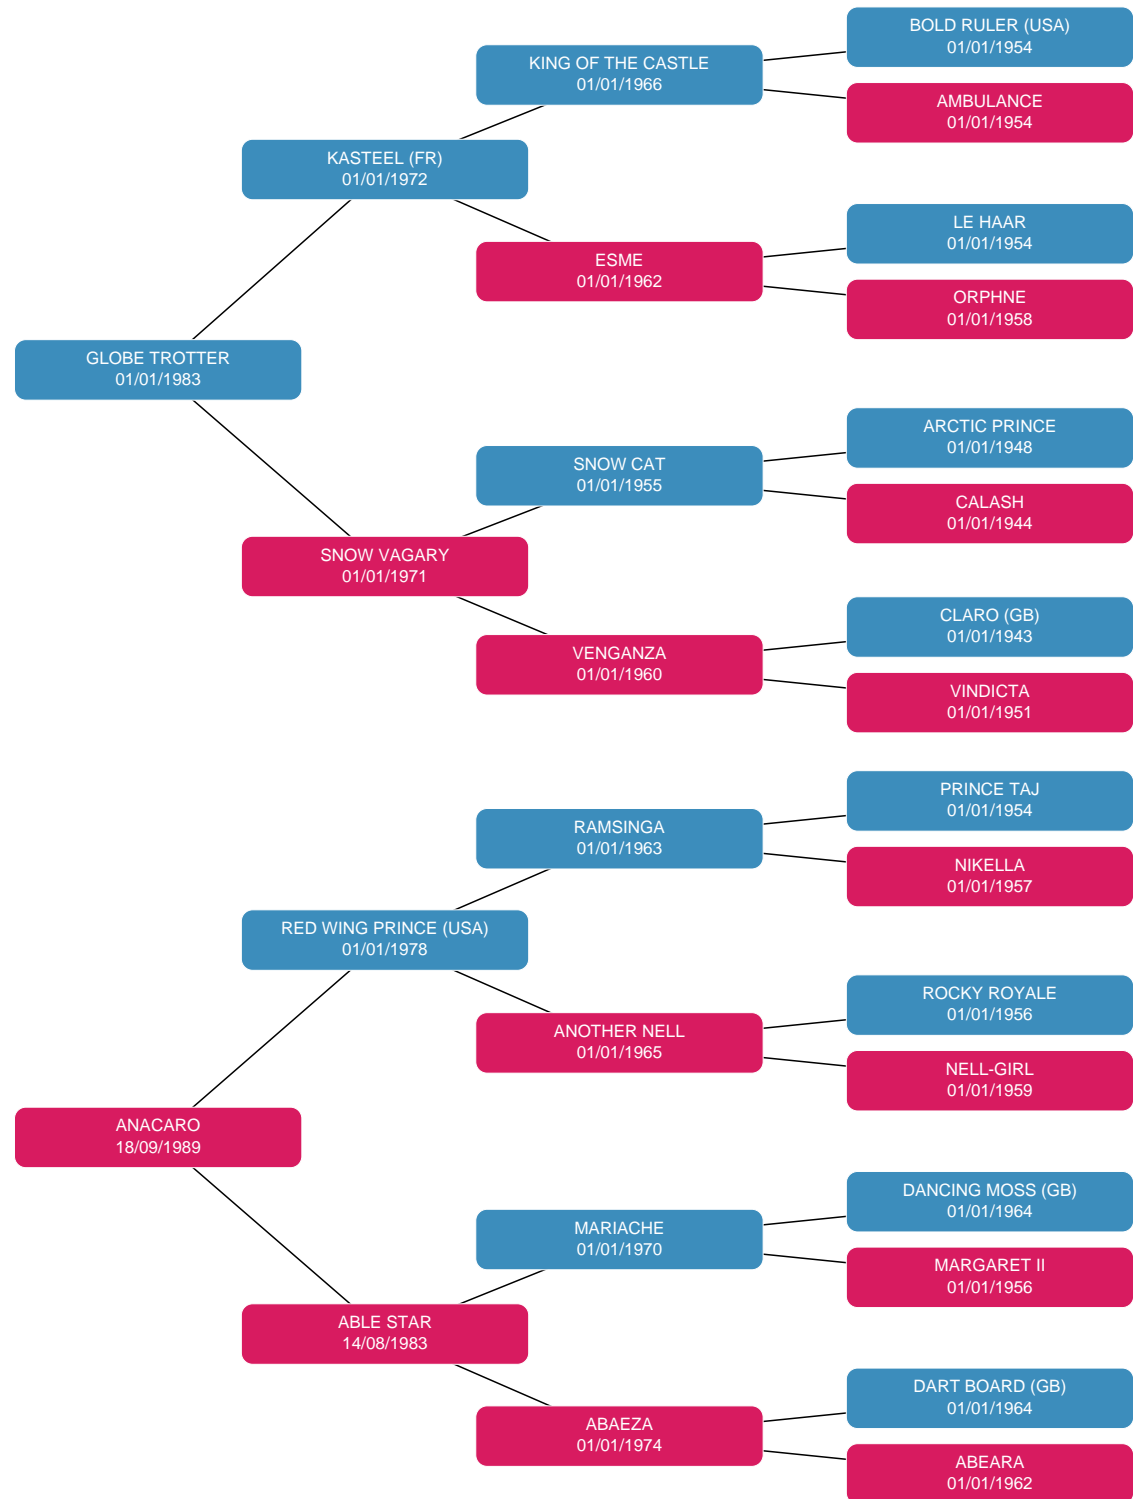 BOLD RULER (USA)
01/01/1954
KING OF THE CASTLE
01/01/1966
AMBULANCE
01/01/1954
KASTEEL (FR)
01/01/1972
LE HAAR
01/01/1954
ESME
01/01/1962
ORPHNE
01/01/1958
GLOBE TROTTER
01/01/1983
ARCTIC PRINCE
01/01/1948
SNOW CAT
01/01/1955
CALASH
01/01/1944
SNOW VAGARY
01/01/1971
CLARO (GB)
01/01/1943
VENGANZA
01/01/1960
VINDICTA
01/01/1951
PRINCE TAJ
01/01/1954
RAMSINGA
01/01/1963
NIKELLA
01/01/1957
RED WING PRINCE (USA)
01/01/1978
ROCKY ROYALE
01/01/1956
ANOTHER NELL
01/01/1965
NELL-GIRL
01/01/1959
ANACARO
18/09/1989
DANCING MOSS (GB)
01/01/1964
MARIACHE
01/01/1970
MARGARET II
01/01/1956
ABLE STAR
14/08/1983
DART BOARD (GB)
01/01/1964
ABAEZA
01/01/1974
ABEARA
01/01/1962